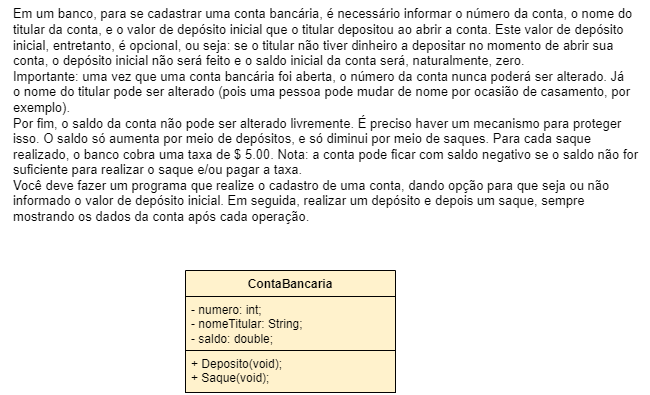 Em um banco, para se cadastrar uma conta bancária, é necessário informar o número da conta, o nome do
titular da conta, e o valor de depósito inicial que o titular depositou ao abrir a conta. Este valor de depósito
inicial, entretanto, é opcional, ou seja: se o titular não tiver dinheiro a depositar no momento de abrir sua
conta, o depósito inicial não será feito e o saldo inicial da conta será, naturalmente, zero.
Importante: uma vez que uma conta bancária foi aberta, o número da conta nunca poderá ser alterado. Já
o nome do titular pode ser alterado (pois uma pessoa pode mudar de nome por ocasião de casamento, por
exemplo).
Por fim, o saldo da conta não pode ser alterado livremente. É preciso haver um mecanismo para proteger
isso. O saldo só aumenta por meio de depósitos, e só diminui por meio de saques. Para cada saque
realizado, o banco cobra uma taxa de $ 5.00. Nota: a conta pode ficar com saldo negativo se o saldo não for
suficiente para realizar o saque e/ou pagar a taxa.
Você deve fazer um programa que realize o cadastro de uma conta, dando opção para que seja ou não
informado o valor de depósito inicial. Em seguida, realizar um depósito e depois um saque, sempre
mostrando os dados da conta após cada operação.
ContaBancaria
- numero: int;
- nomeTitular: String;
- saldo: double;
+ Deposito(void);
+ Saque(void);